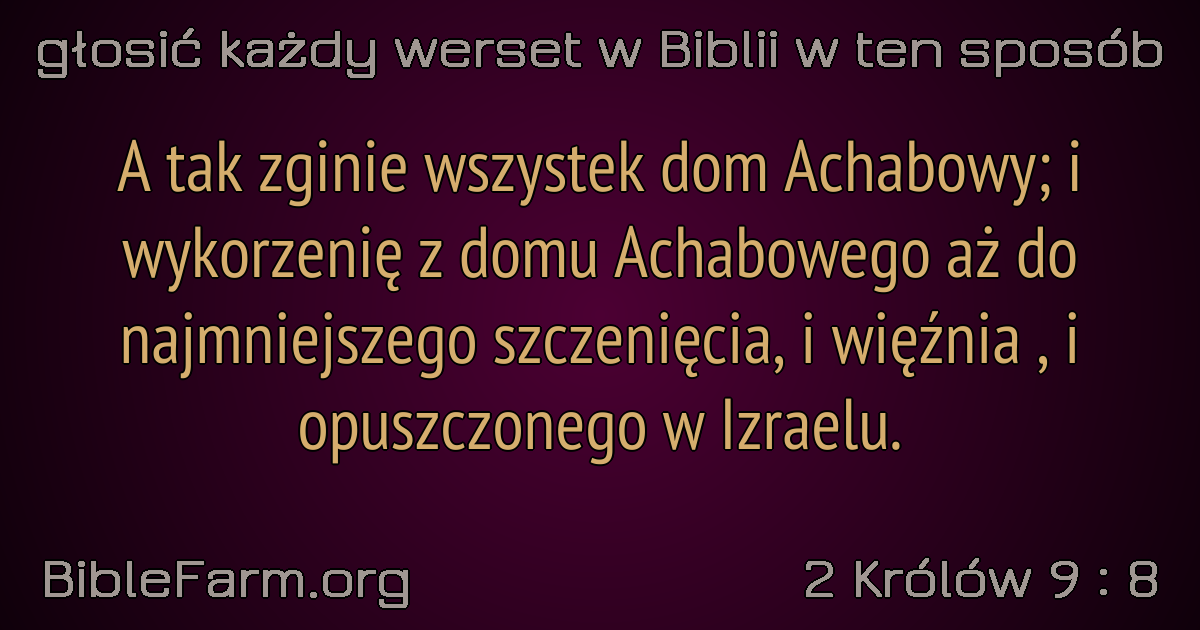 głosić każdy werset w Biblii w ten sposób
A tak zginie wszystek dom Achabowy; i
wykorzenię z domu Achabowego aż do
najmniejszego szczenięcia, i więźnia , i
opuszczonego w Izraelu.
BibleFarm.org
2 Królów 9 : 8